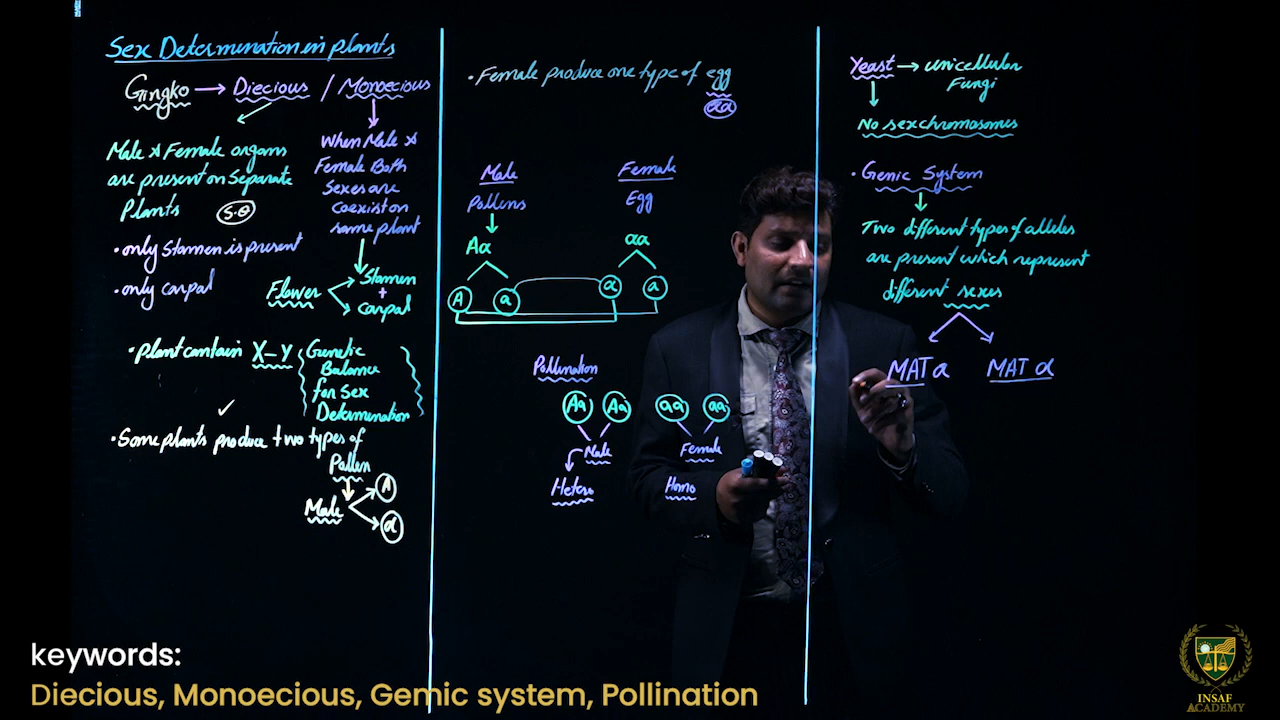 Sex Determination in plants
Gingko → Diecious / Monoecious
Male & Female organs
are present on Separate
Plants
• only Stamen is present
• only carpal
When Male &
Female Both
Sexes are
Coexist on
same plant
Flower
Stamen
+
Carpal
• Plant contain X–Y
Genetic
Balance
for Sex
Determination
✓
• Some plants produce two types of
Pollen
Male
A
a
• Female produce one type of egg
aa
Male
Pollens
Aa
A a
Female
Egg
aa
a a
Pollination
Aa Aa aa aa
Male Female
Hetero Homo
Yeast → unicellular
Fungi
No sex chromosomes
• Genic System
Two different types of alleles
are present which represent
different sexes
MAT a MAT α
keywords:
Diecious, Monoecious, Gemic system, Pollination
INSAF
ACADEMY